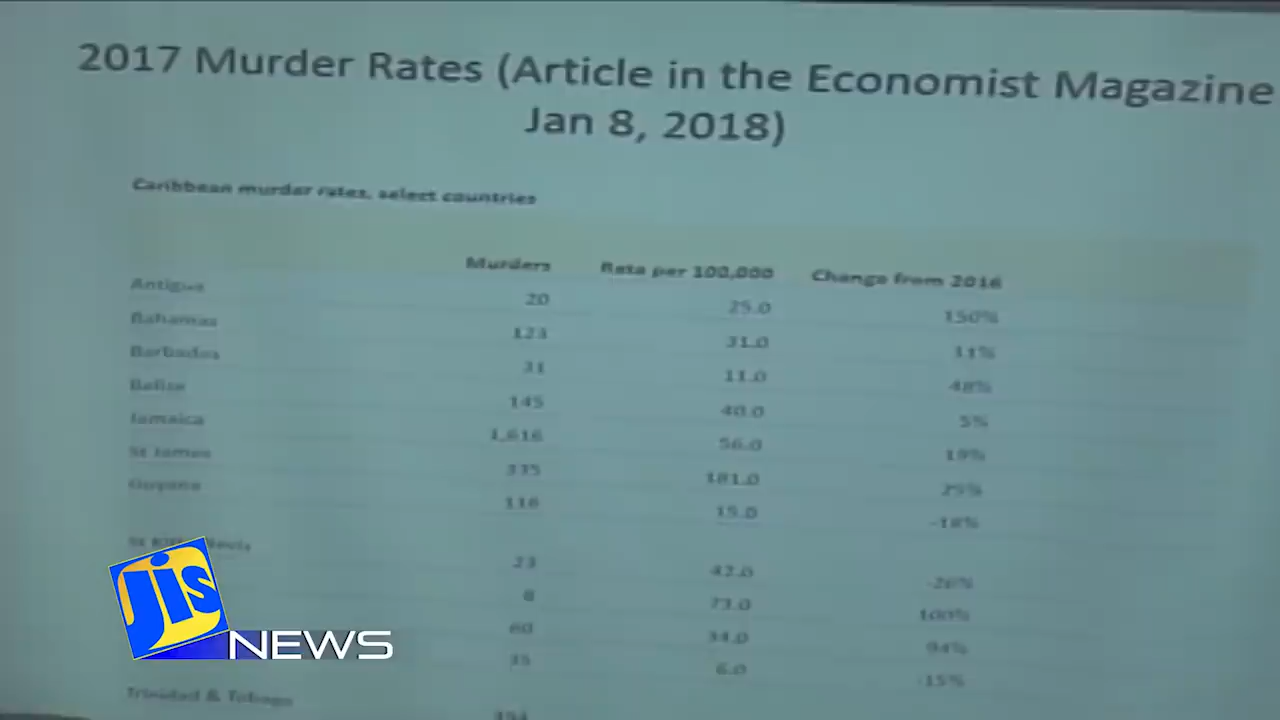 2017 Murder Rates (Article in the Economist Magazine
Jan 8, 2018)
Caribbean murder rates, select countries
Murders Rate per 100,000 Change from 2016
Antigua 20 25.0 150%
Bahamas 123 31.0 11%
Barbados 31 11.0 48%
Belize 145 40.0 5%
Jamaica 1,616 56.0 19%
St James 335 181.0 25%
Guyana 116 15.0 -18%
St Nevis 23 42.0 -26%
8 73.0 100%
60 34.0 94%
35 6.0 -15%
Trinidad & Tobago
JIS
NEWS